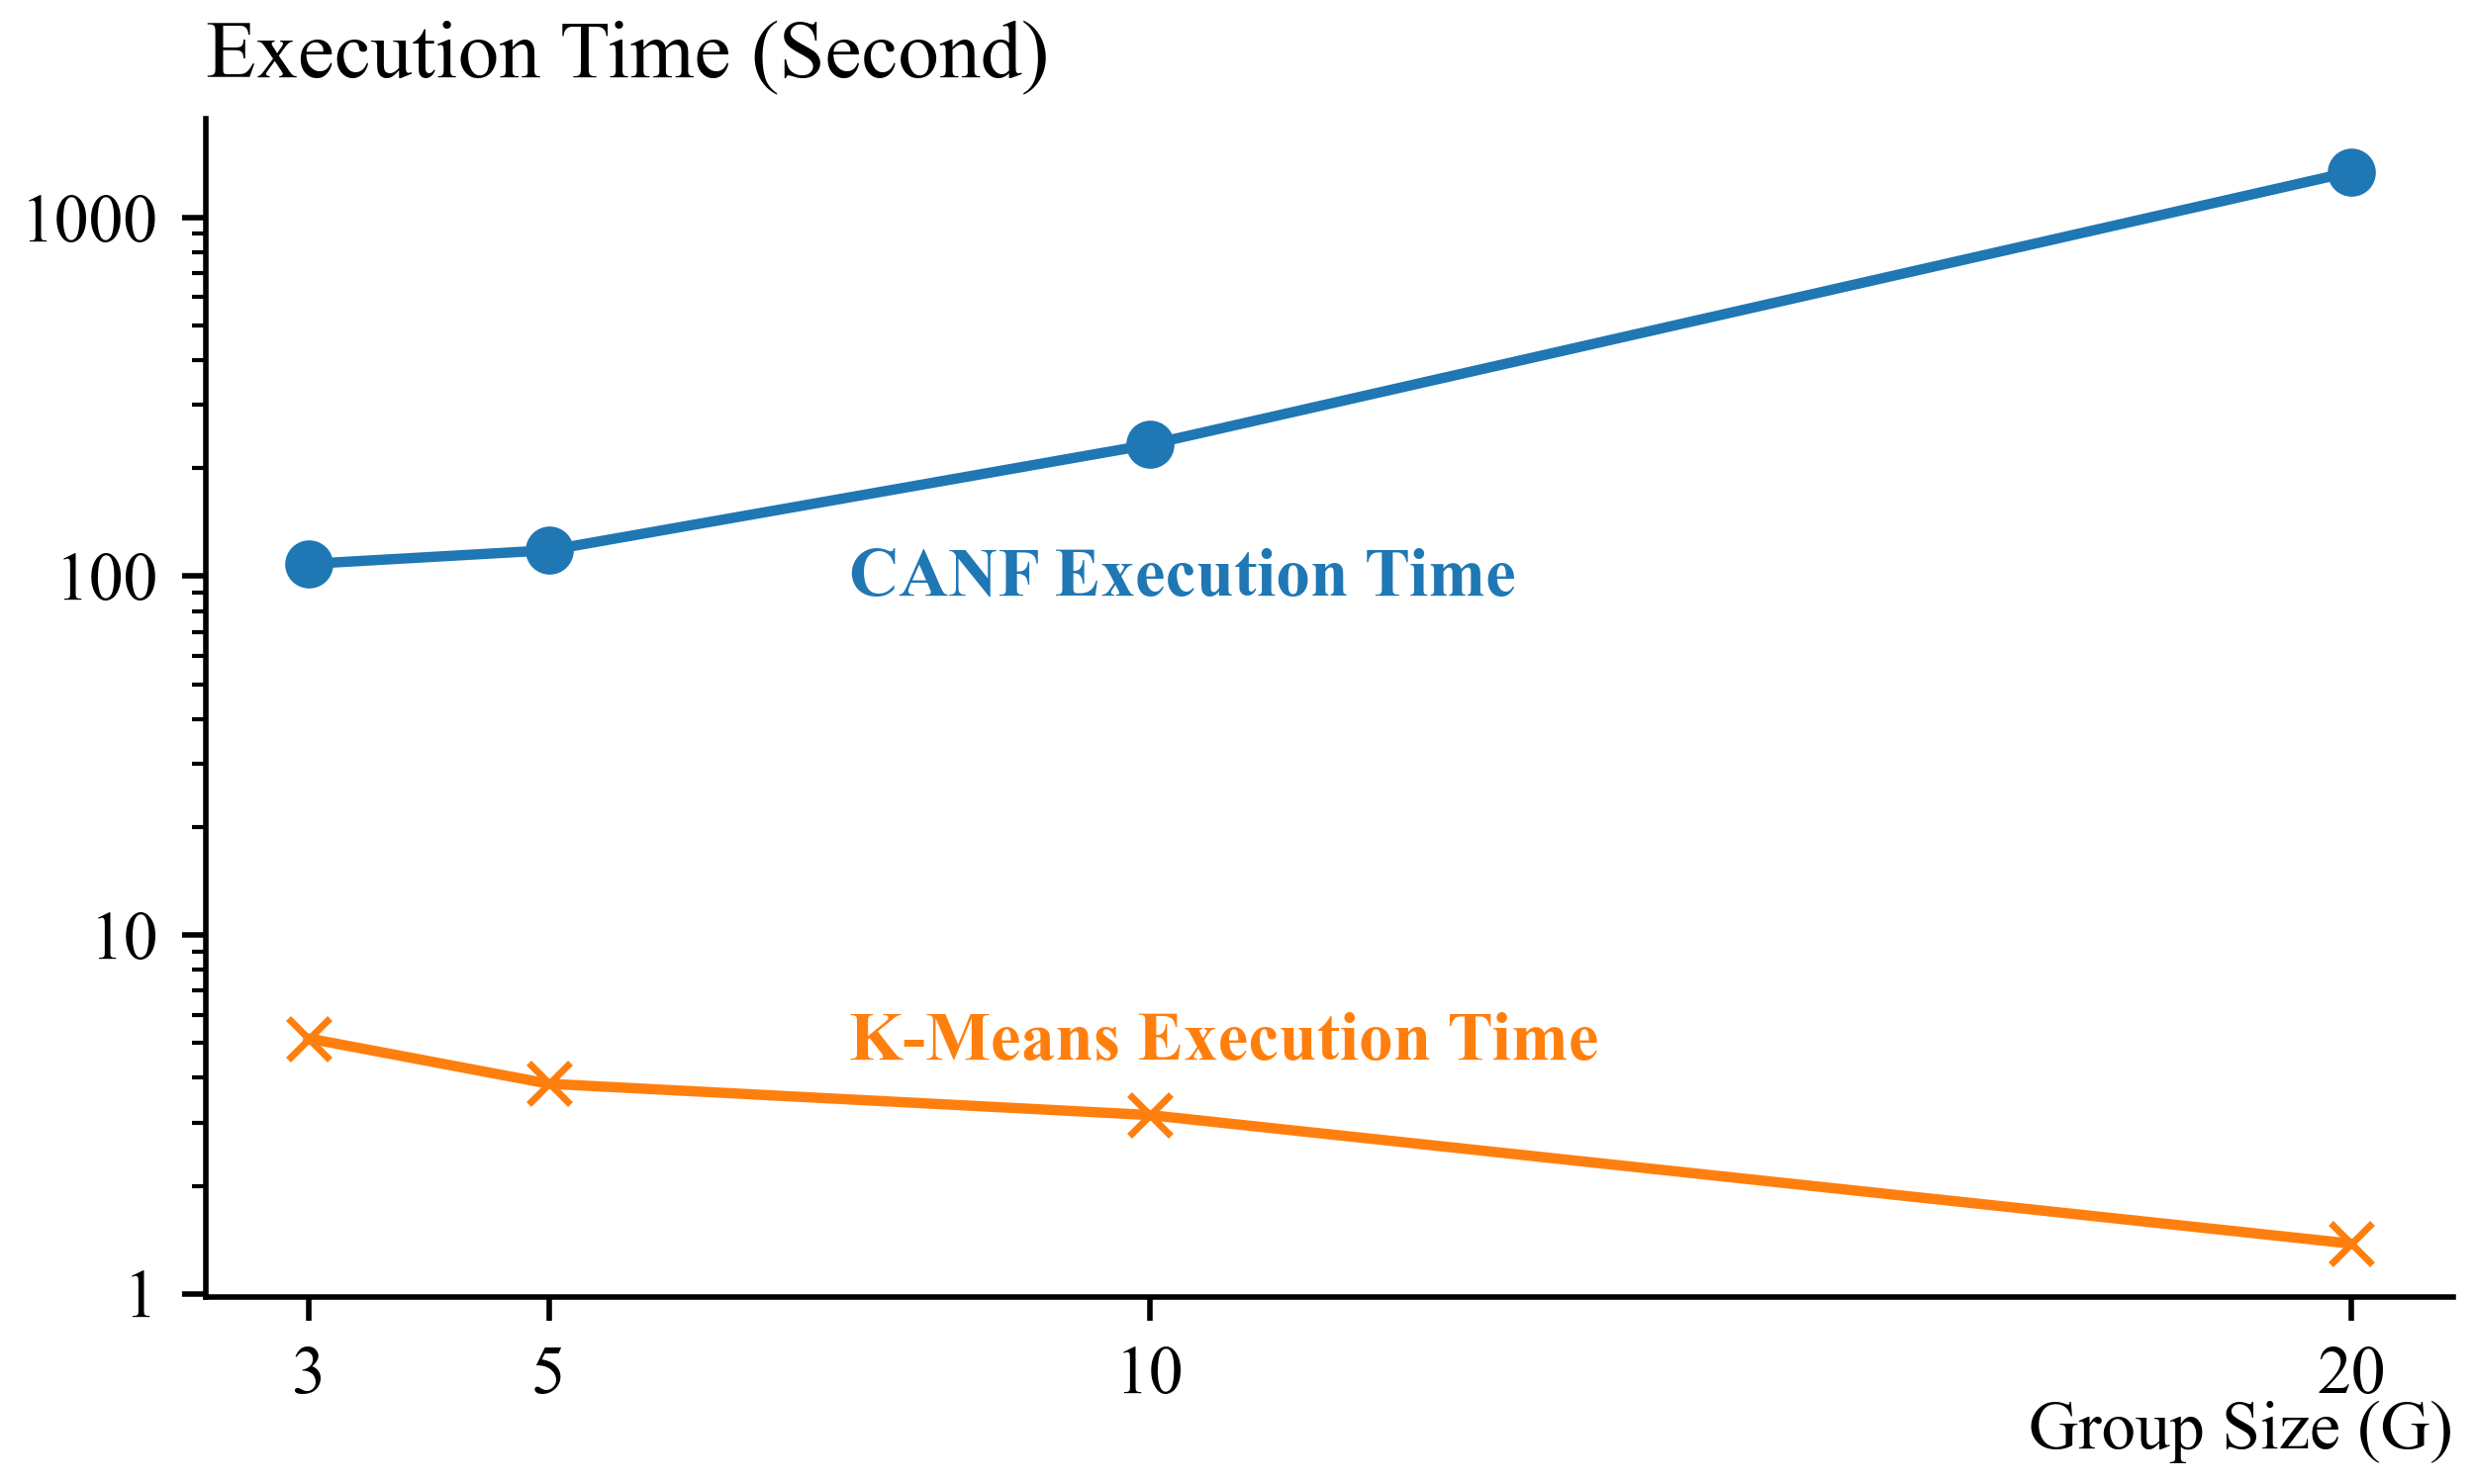 Execution Time (Second)
1000
100
CANF Execution Time
10
K-Means Execution Time
1
3 5 10 20
Group Size (G)